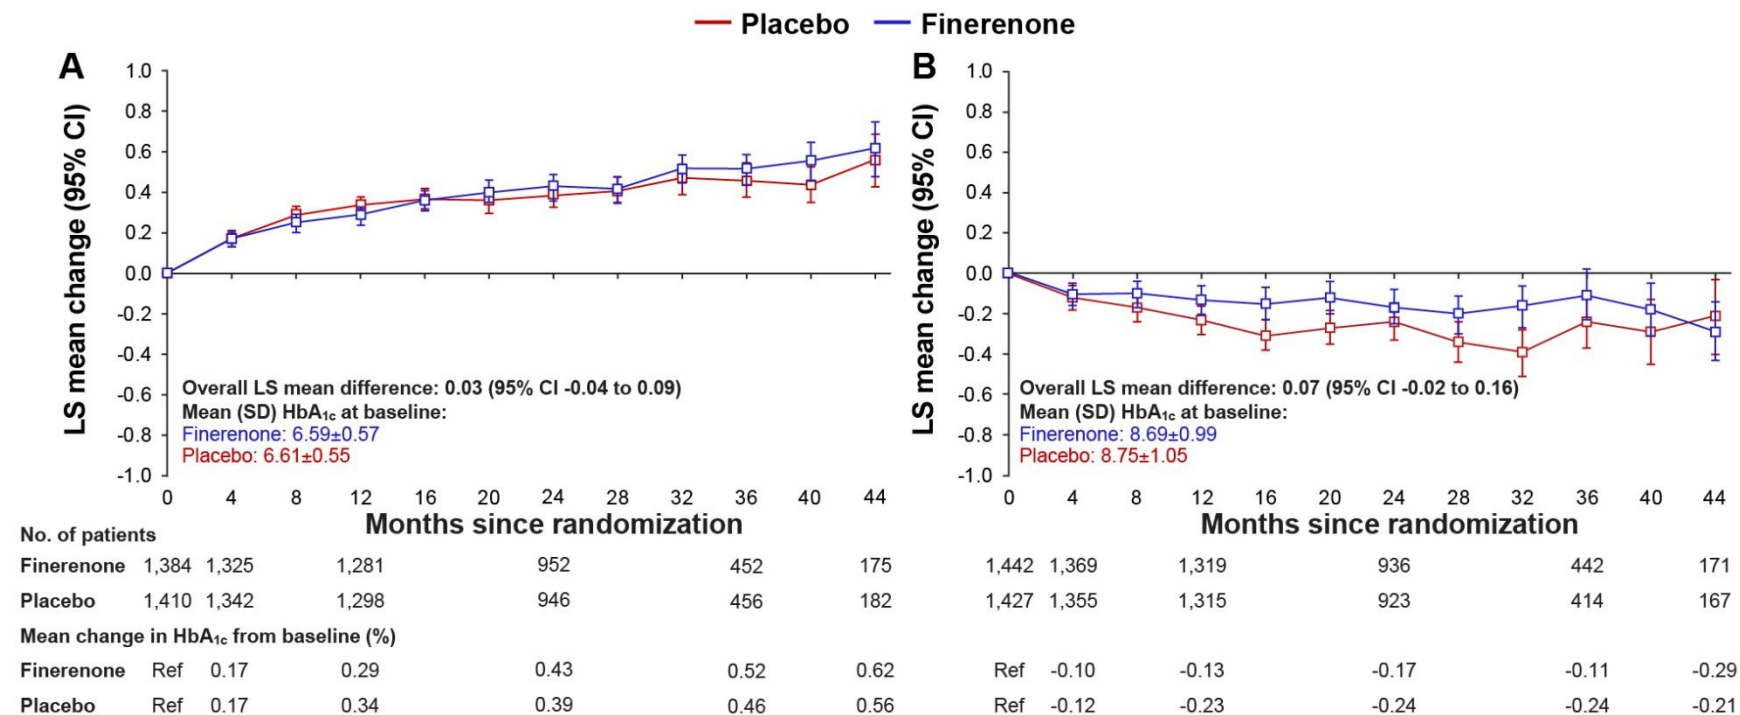 Placebo Finerenone
A
LS mean change (95% CI)
1.0
0.8
0.6
0.4
0.2
0.0
-0.2
-0.4
-0.6
-0.8
-1.0
Overall LS mean difference: 0.03 (95% CI -0.04 to 0.09)
Mean (SD) HbA1c at baseline:
Finerenone: 6.59±0.57
Placebo: 6.61±0.55
0 4 8 12 16 20 24 28 32 36 40 44
Months since randomization
B
LS mean change (95% CI)
1.0
0.8
0.6
0.4
0.2
0.0
-0.2
-0.4
-0.6
-0.8
-1.0
Overall LS mean difference: 0.07 (95% CI -0.02 to 0.16)
Mean (SD) HbA1c at baseline:
Finerenone: 8.69±0.99
Placebo: 8.75±1.05
0 4 8 12 16 20 24 28 32 36 40 44
Months since randomization
No. of patients
Finerenone 1,384 1,325 1,281 952 452 175 1,442 1,369 1,319 936 442 171
Placebo 1,410 1,342 1,298 946 456 182 1,427 1,355 1,315 923 414 167
Mean change in HbA1c from baseline (%)
Finerenone Ref 0.17 0.29 0.43 0.52 0.62 Ref -0.10 -0.13 -0.17 -0.11 -0.29
Placebo Ref 0.17 0.34 0.39 0.46 0.56 Ref -0.12 -0.23 -0.24 -0.24 -0.21